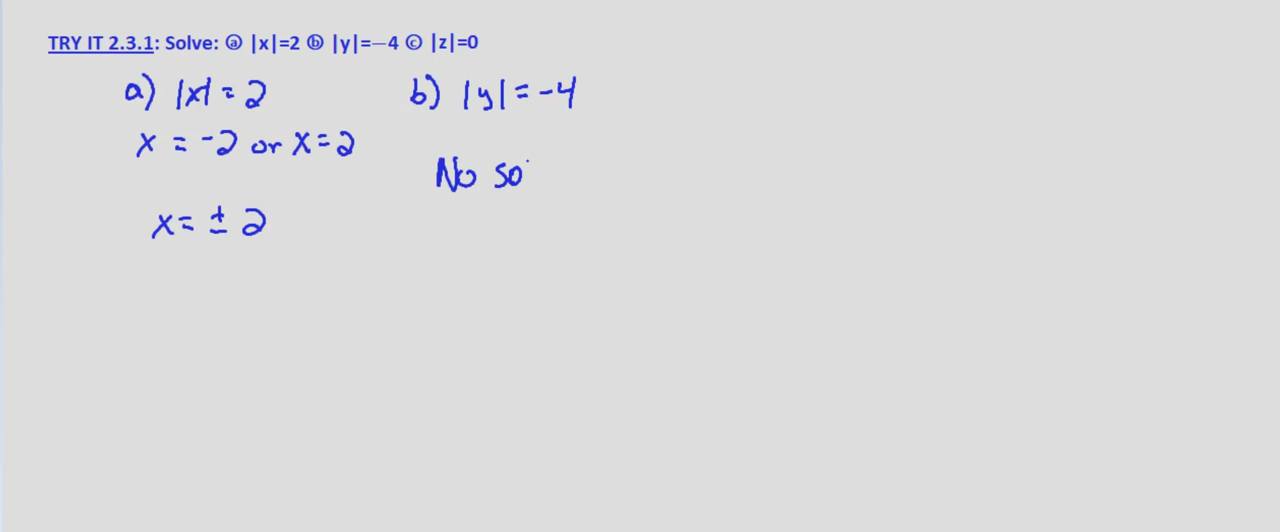 TRY IT 2.3.1: Solve: ⓐ |x|=2 ⓑ |y|=−4 ⓒ |z|=0
a) |x| = 2
x = -2 or x = 2
x = ± 2
b) |y| = -4
No so